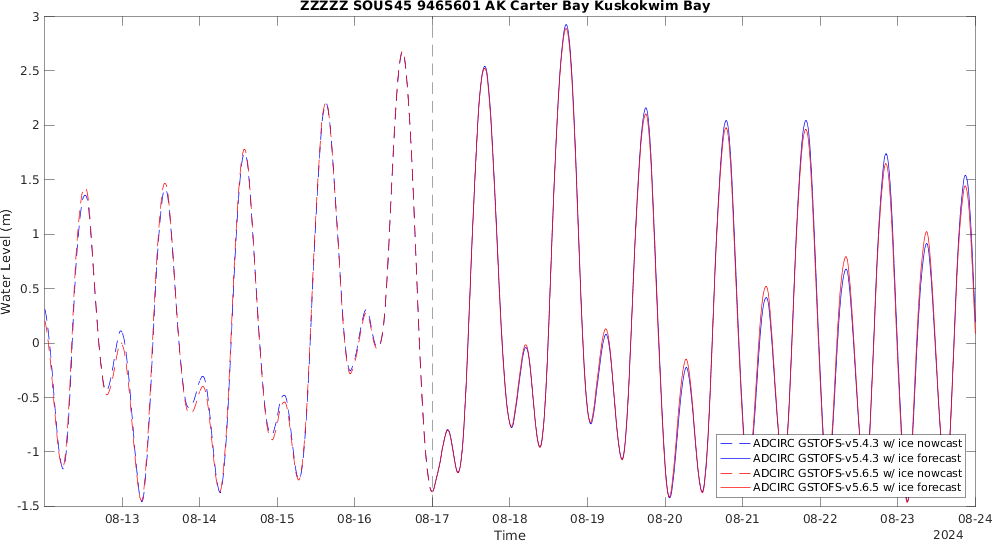 ZZZZZ SOUS45 9465601 AK Carter Bay Kuskokwim Bay
3
2.5
2
1.5
1
0.5
0
-0.5
-1
-1.5
Water Level (m)
ADCIRC GSTOFS-v5.4.3 w/ ice nowcast
ADCIRC GSTOFS-v5.4.3 w/ ice forecast
ADCIRC GSTOFS-v5.6.5 w/ ice nowcast
ADCIRC GSTOFS-v5.6.5 w/ ice forecast
08-13 08-14 08-15 08-16 08-17 08-18 08-19 08-20 08-21 08-22 08-23 08-24
Time
2024